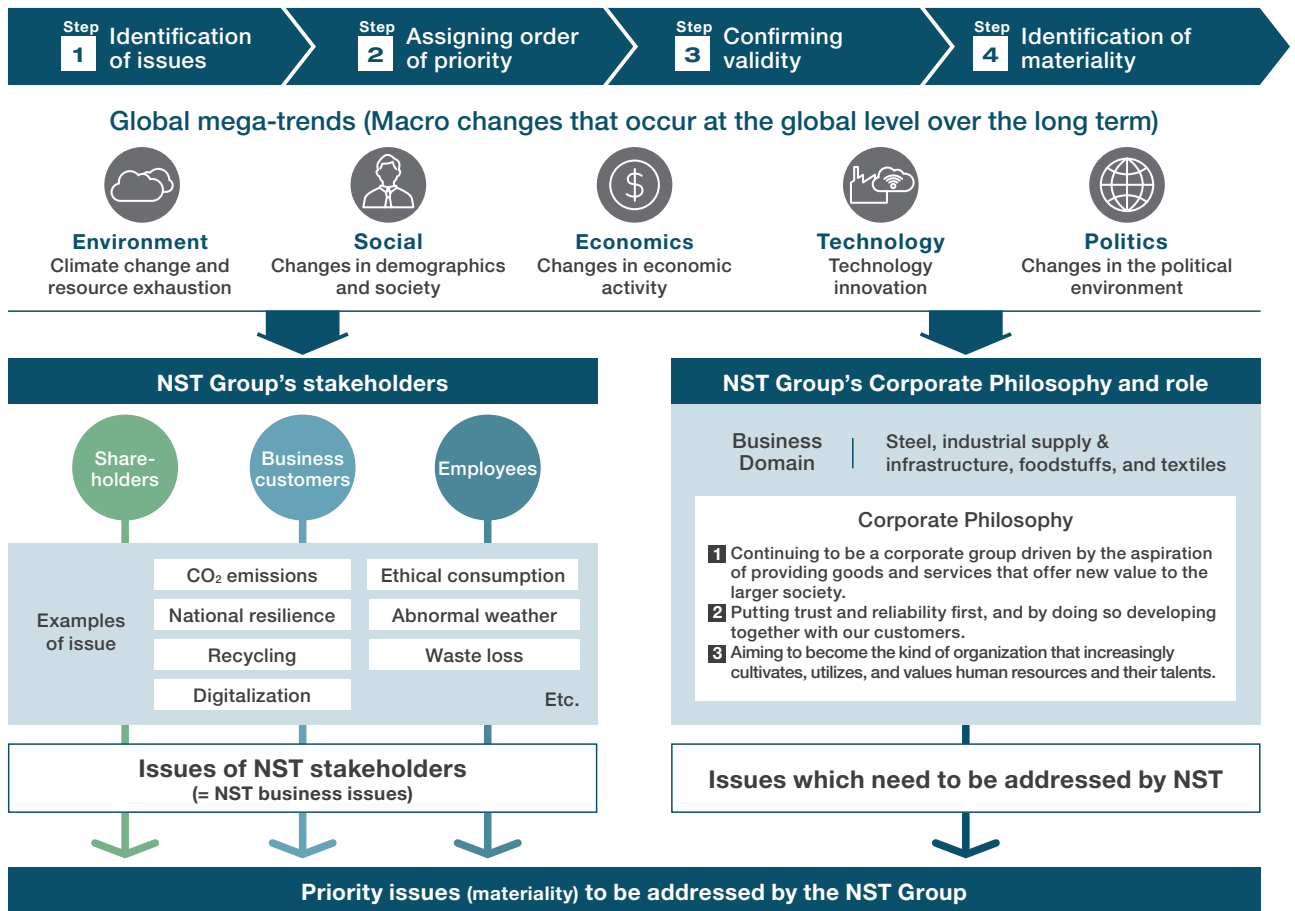 Step
1
Identification
of issues
Step
2
Assigning order
of priority
Step
3
Confirming
validity
Step
4
Identification of
materiality
Global mega-trends (Macro changes that occur at the global level over the long term)
$
Environment
Climate change and
resource exhaustion
Social
Changes in demographics
and society
Economics
Changes in economic
activity
Technology
Technology
innovation
Politics
Changes in the political
environment
NST Group's stakeholders
Share-
holders
Business
customers
Employees
Examples
of issue
CO₂ emissions
National resilience
Recycling
Digitalization
Ethical consumption
Abnormal weather
Waste loss
Etc.
Issues of NST stakeholders
(= NST business issues)
NST Group's Corporate Philosophy and role
Business
Domain
Steel, industrial supply &
infrastructure, foodstuffs, and textiles
Corporate Philosophy
1 Continuing to be a corporate group driven by the aspiration
of providing goods and services that offer new value to the
larger society.
2 Putting trust and reliability first, and by doing so developing
together with our customers.
3 Aiming to become the kind of organization that increasingly
cultivates, utilizes, and values human resources and their talents.
Issues which need to be addressed by NST
Priority issues (materiality) to be addressed by the NST Group